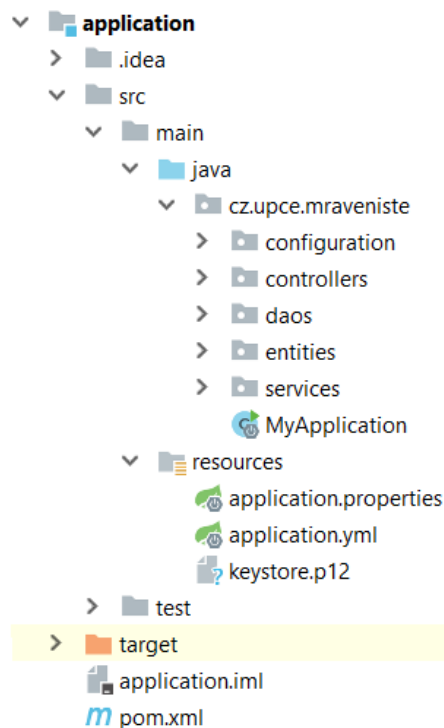 application
.idea
src
main
java
cz.upce.mraveniste
configuration
controllers
daos
entities
services
MyApplication
resources
application.properties
application.yml
keystore.p12
test
target
application.iml
pom.xml